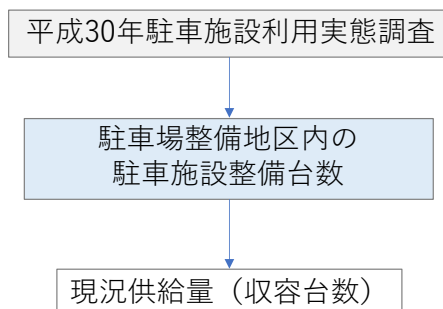 平成30年駐車施設利用実態調査
駐車場整備地区内の
駐車施設整備台数
現況供給量（収容台数）